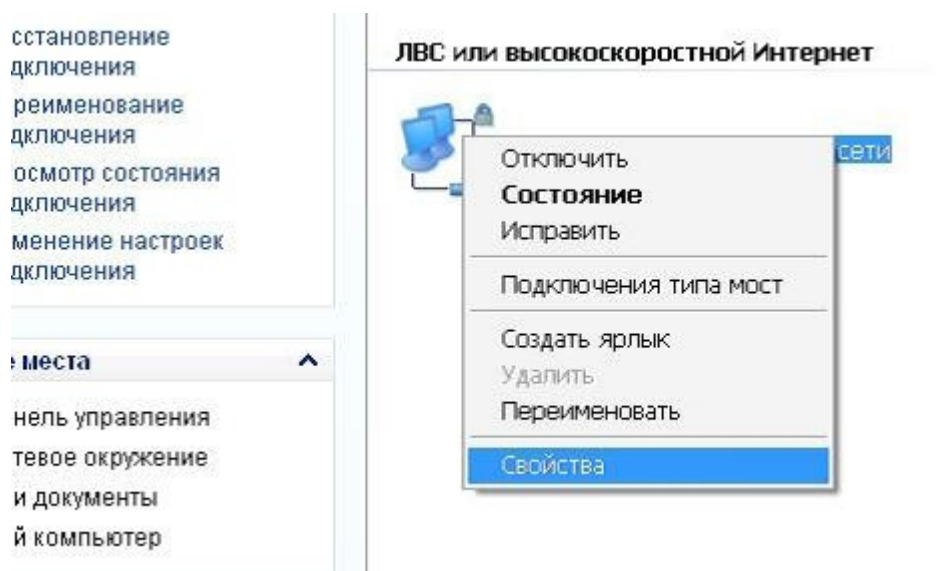 сстановление
дключения
реименование
дключения
осмотр состояния
дключения
менение настроек
дключения
места
нель управления
тевое окружение
и документы
й компьютер
ЛВС или высокоскоростной Интернет
сети
Отключить
Состояние
Исправить
Подключения типа мост
Создать ярлык
Удалить
Переименовать
Свойства